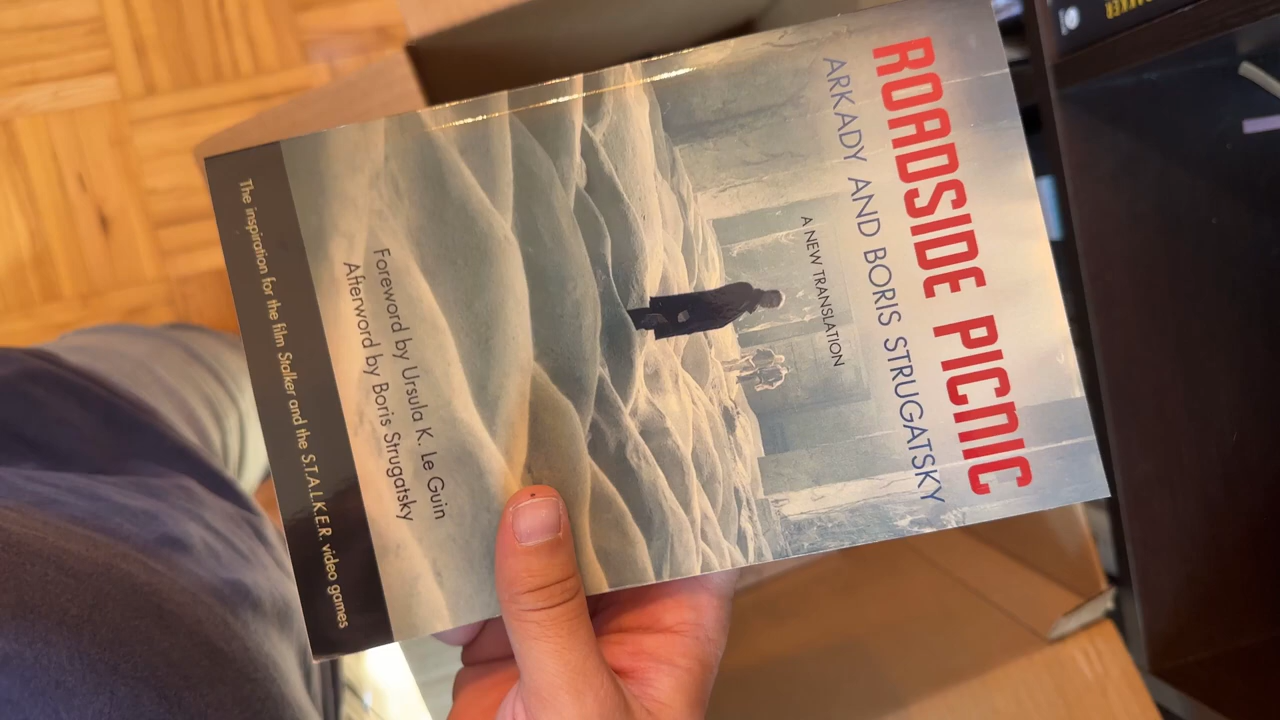 ROADSIDE PICNIC
ARKADY AND BORIS STRUGATSKY
A NEW TRANSLATION
Foreword by Ursula K. Le Guin
Afterword by Boris Strugatsky
The inspiration for the film Stalker and the S.T.A.L.K.E.R. video games